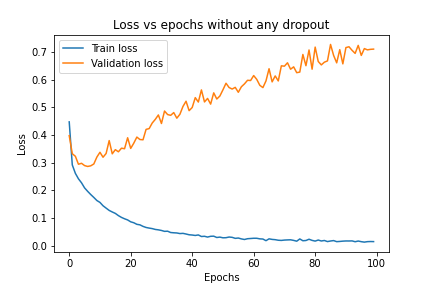 Loss vs epochs without any dropout
Train loss
Validation loss
0.7
0.6
0.5
0.4
0.3
0.2
0.1
0.0
Loss
0
20
40
60
80
100
Epochs